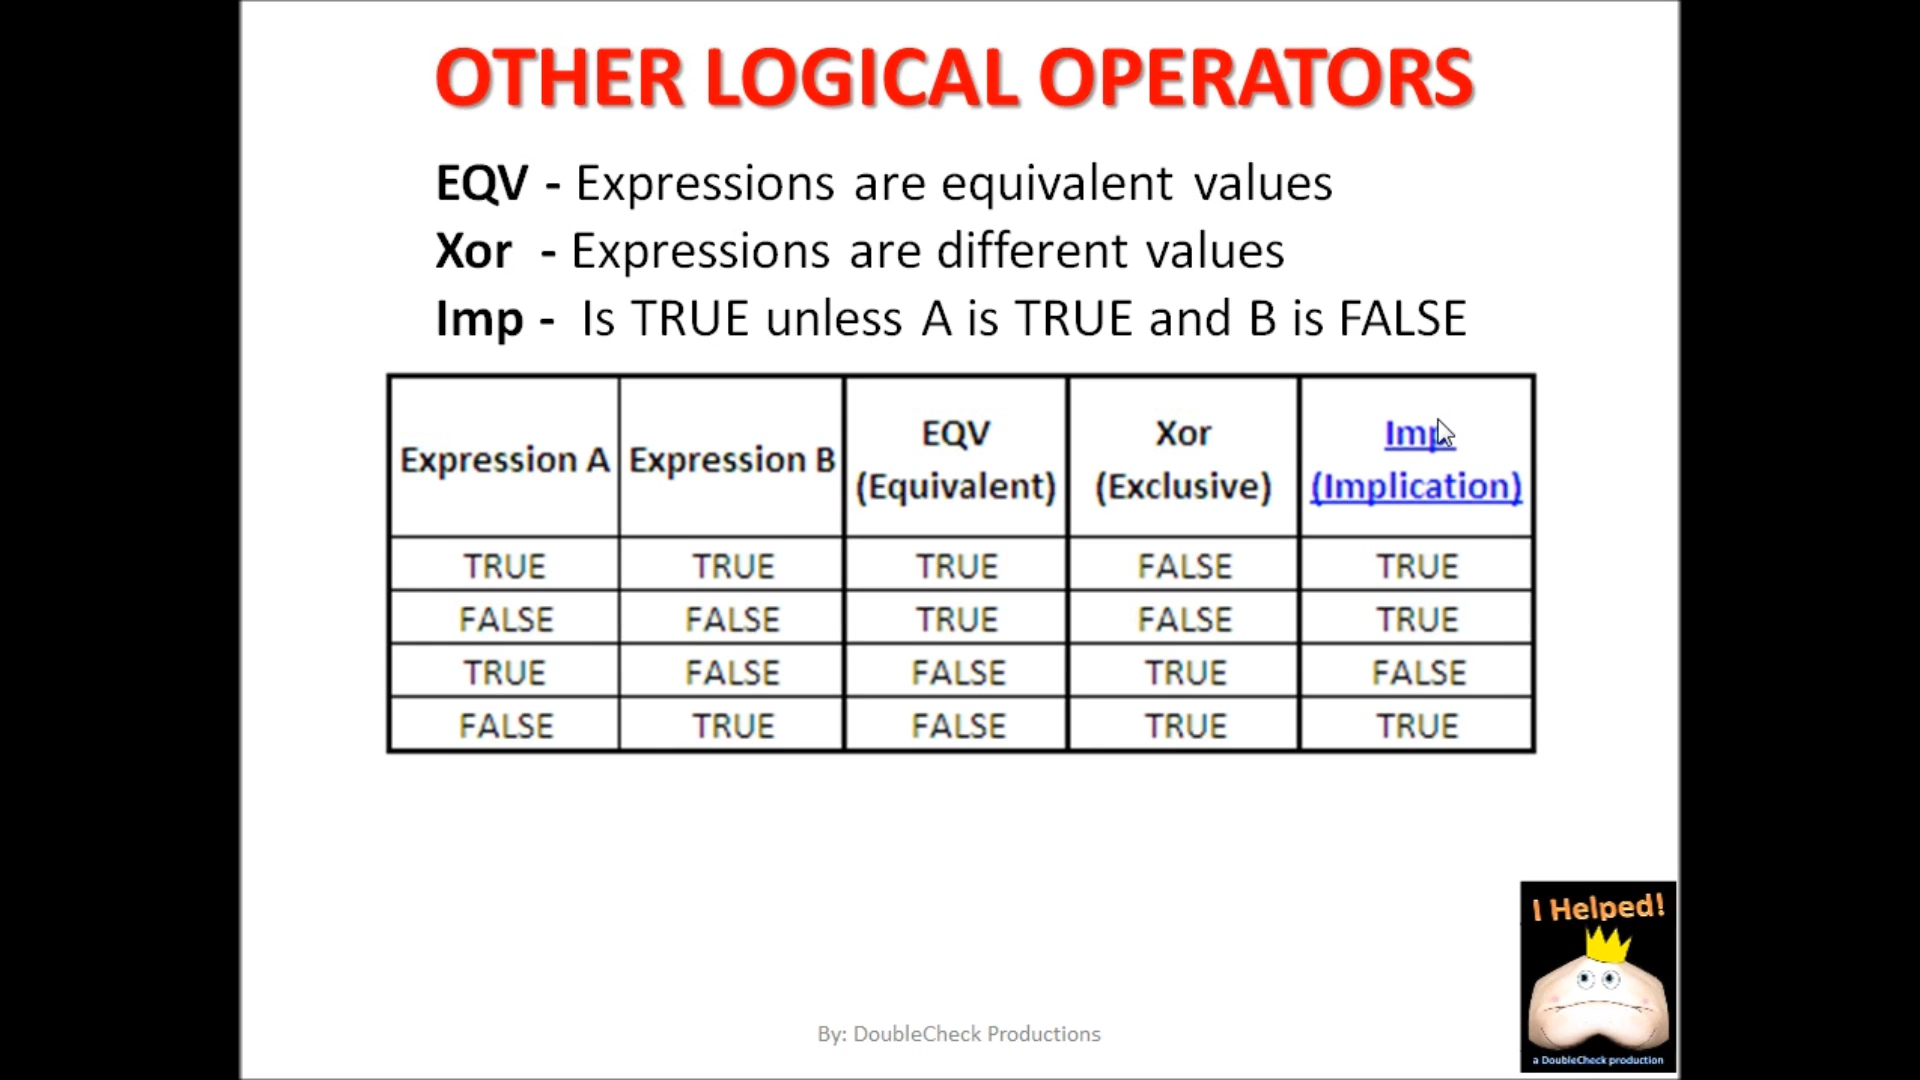 OTHER LOGICAL OPERATORS
EQV - Expressions are equivalent values
Xor - Expressions are different values
Imp - Is TRUE unless A is TRUE and B is FALSE
Expression A Expression B EQV (Equivalent) Xor (Exclusive) Imp. (Implication)
TRUE TRUE TRUE FALSE TRUE
FALSE FALSE TRUE FALSE TRUE
TRUE FALSE FALSE TRUE FALSE
FALSE TRUE FALSE TRUE TRUE
I Helped!
a DoubleCheck production
By: DoubleCheck Productions